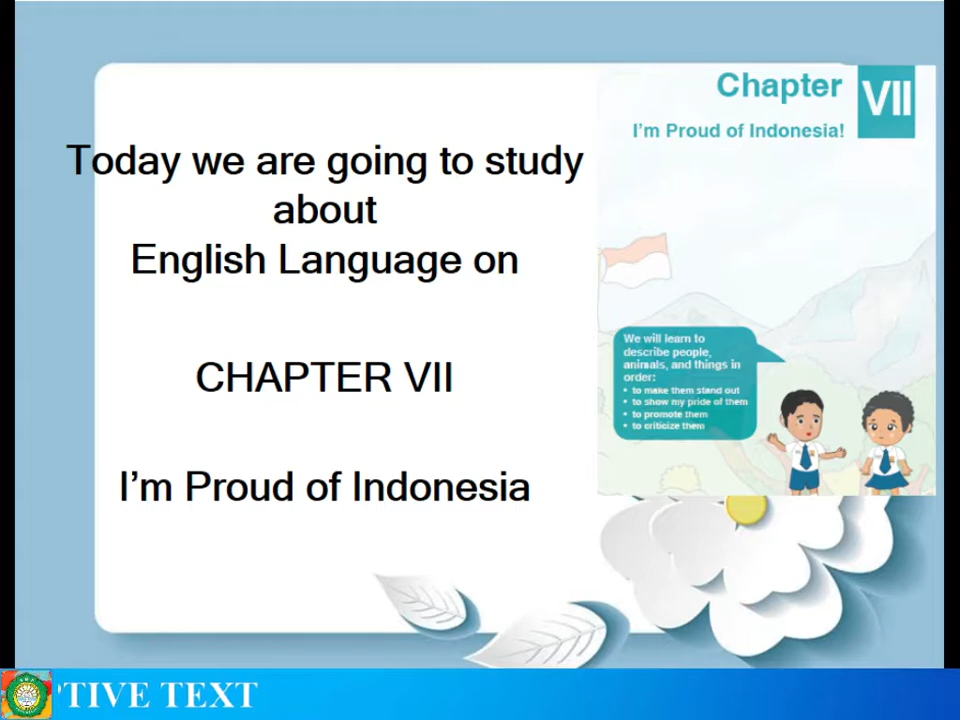 Today we are going to study
about
English Language on
CHAPTER VII
I'm Proud of Indonesia
Chapter VII
I'm Proud of Indonesia!
We will learn to
describe people,
animals, and things in
order:
• to make them stand out
• to show my pride of them
• to promote them
• to criticize them
PTIVE TEXT